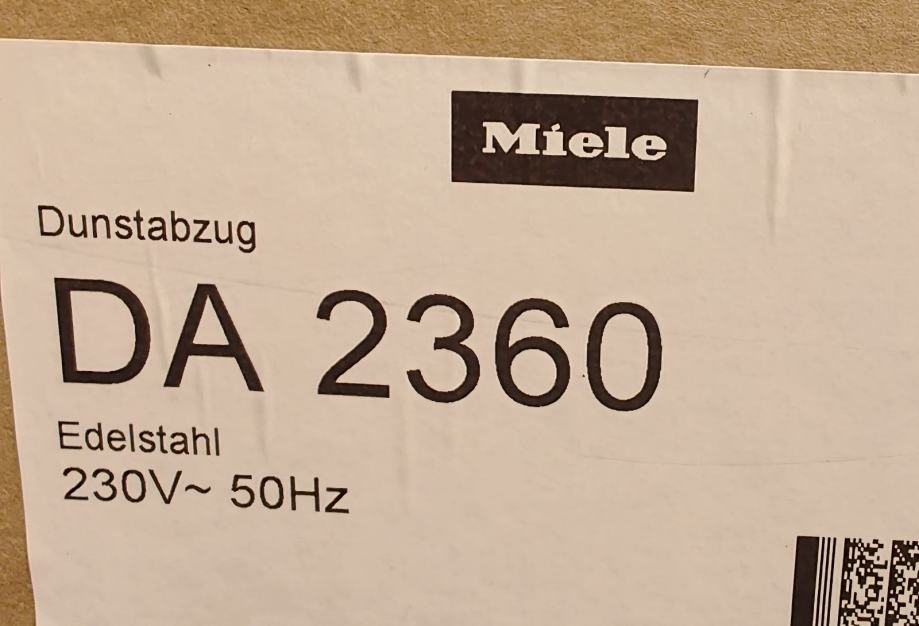 Miele
Dunstabzug
DA 2360
Edelstahl
230V~ 50Hz